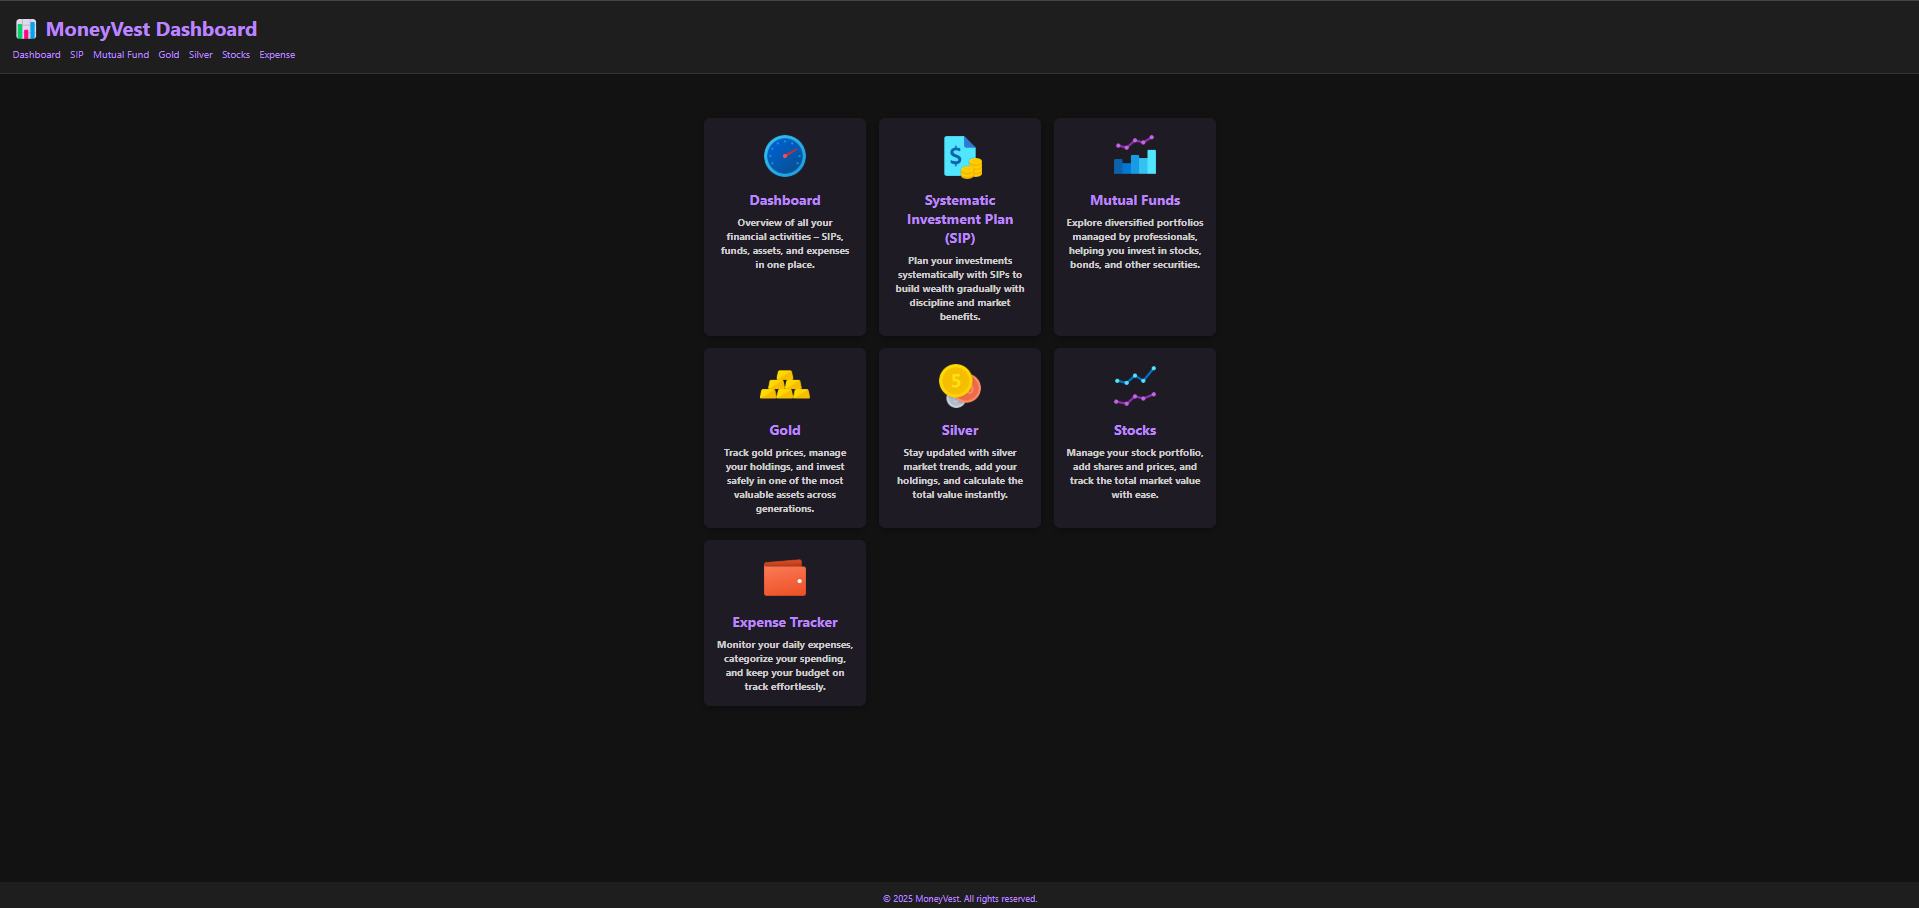 MoneyVest Dashboard
Dashboard SIP Mutual Fund Gold Silver Stocks Expense
Dashboard
Overview of all your
financial activities – SIPs,
funds, assets, and expenses
in one place.
$
Systematic
Investment Plan
(SIP)
Plan your investments
systematically with SIPs to
build wealth gradually with
discipline and market
benefits.
Mutual Funds
Explore diversified portfolios
managed by professionals,
helping you invest in stocks,
bonds, and other securities.
Gold
Track gold prices, manage
your holdings, and invest
safely in one of the most
valuable assets across
generations.
5
Silver
Stay updated with silver
market trends, add your
holdings, and calculate the
total value instantly.
Stocks
Manage your stock portfolio,
add shares and prices, and
track the total market value
with ease.
Expense Tracker
Monitor your daily expenses,
categorize your spending,
and keep your budget on
track effortlessly.
© 2025 MoneyVest. All rights reserved.